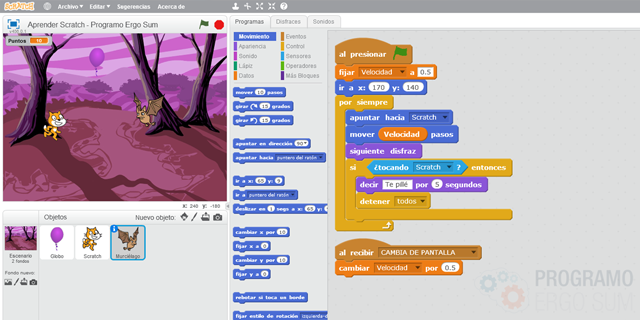 SCRATCH Archivo Editar Sugerencias Acerca de
Aprender Scratch - Programo Ergo Sum
Puntos 10
Programas Disfraces Sonidos
Movimiento Eventos
Apariencia Control
Sonido Sensores
Lápiz Operadores
Datos Más Bloques
mover 10 pasos
girar 15 grados
girar 15 grados
apuntar en dirección 90
apuntar hacia puntero del ratón
ir a x: y:
ir a puntero del ratón
deslizar en 1 segs a x: y:
cambiar x por 10
fijar x a 0
cambiar y por 10
fijar y a 0
rebotar si toca un borde
fijar estilo de rotación izquierda-d
al presionar
fijar Velocidad a 0.5
ir a x: 170 y: 140
por siempre
apuntar hacia Scratch
mover Velocidad pasos
siguiente disfraz
si ¿tocando Scratch ? entonces
decir Te pillé por 5 segundos
detener todos
al recibir CAMBIA DE PANTALLA
cambiar Velocidad por 0.5
x: 240 y: -180
Objetos Nuevo objeto:
Escenario
2 fondos
Globo Scratch Murciélago
Fondo nuevo:
PROGRAMO
ERGO SUM